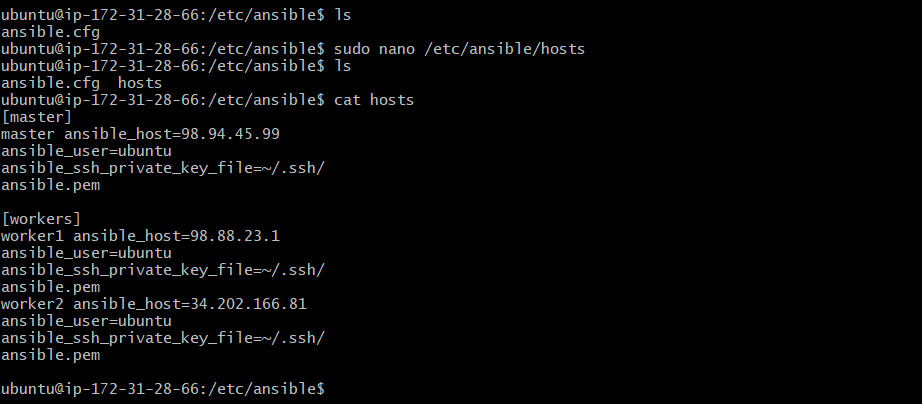 ubuntu@ip-172-31-28-66:/etc/ansible$ ls
ansible.cfg
ubuntu@ip-172-31-28-66:/etc/ansible$ sudo nano /etc/ansible/hosts
ubuntu@ip-172-31-28-66:/etc/ansible$ ls
ansible.cfg  hosts
ubuntu@ip-172-31-28-66:/etc/ansible$ cat hosts
[master]
master ansible_host=98.94.45.99
ansible_user=ubuntu
ansible_ssh_private_key_file=~/.ssh/
ansible.pem

[workers]
worker1 ansible_host=98.88.23.1
ansible_user=ubuntu
ansible_ssh_private_key_file=~/.ssh/
ansible.pem
worker2 ansible_host=34.202.166.81
ansible_user=ubuntu
ansible_ssh_private_key_file=~/.ssh/
ansible.pem

ubuntu@ip-172-31-28-66:/etc/ansible$